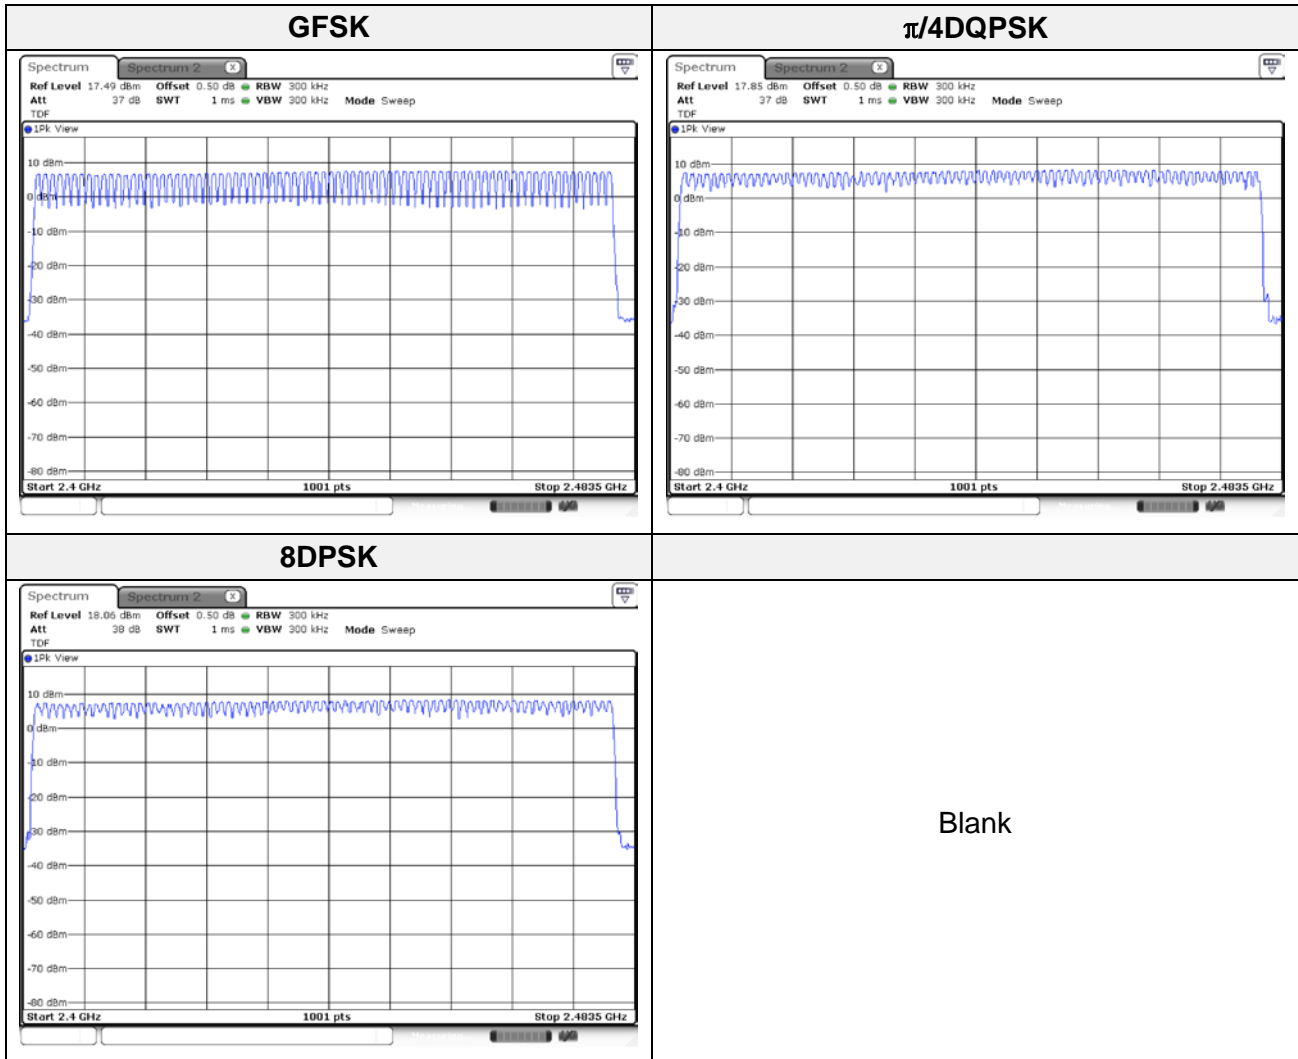 GFSK
Spectrum Spectrum 2 X
Ref Level 17.49 dBm Offset 0.50 dB RBW 300 kHz
Att 37 dB SWT 1 ms VBW 300 kHz Mode Sweep
TDF
1Pk View
10 dBm
0 dBm
-10 dBm
-20 dBm
-30 dBm
-40 dBm
-50 dBm
-60 dBm
-70 dBm
-80 dBm
Start 2.4 GHz 1001 pts Stop 2.4835 GHz
π/4DQPSK
Spectrum Spectrum 2 X
Ref Level 17.85 dBm Offset 0.50 dB RBW 300 kHz
Att 37 dB SWT 1 ms VBW 300 kHz Mode Sweep
TDF
1Pk View
10 dBm
0 dBm
-10 dBm
-20 dBm
-30 dBm
-40 dBm
-50 dBm
-60 dBm
-70 dBm
-80 dBm
Start 2.4 GHz 1001 pts Stop 2.4835 GHz
8DPSK
Spectrum Spectrum 2 X
Ref Level 18.06 dBm Offset 0.50 dB RBW 300 kHz
Att 38 dB SWT 1 ms VBW 300 kHz Mode Sweep
TDF
1Pk View
10 dBm
0 dBm
-10 dBm
-20 dBm
-30 dBm
-40 dBm
-50 dBm
-60 dBm
-70 dBm
-80 dBm
Start 2.4 GHz 1001 pts Stop 2.4835 GHz
Blank